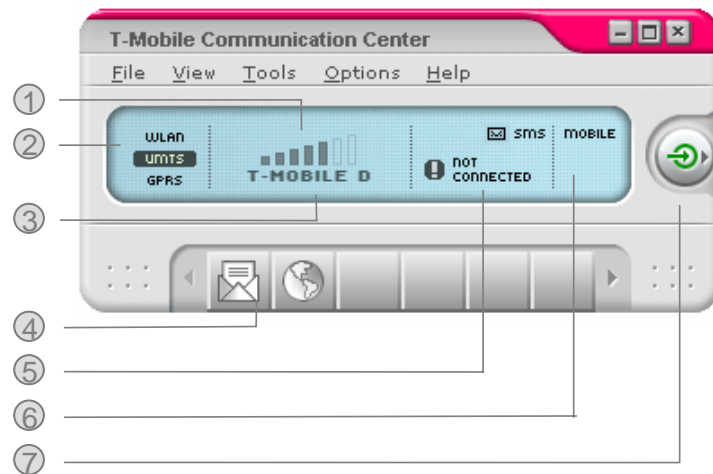 T-Mobile Communication Center
File View Tools Options Help
1
2
WLAN
UMTS
GPRS
T-MOBILE D
SMS
NOT
CONNECTED
MOBILE
3
4
5
6
7